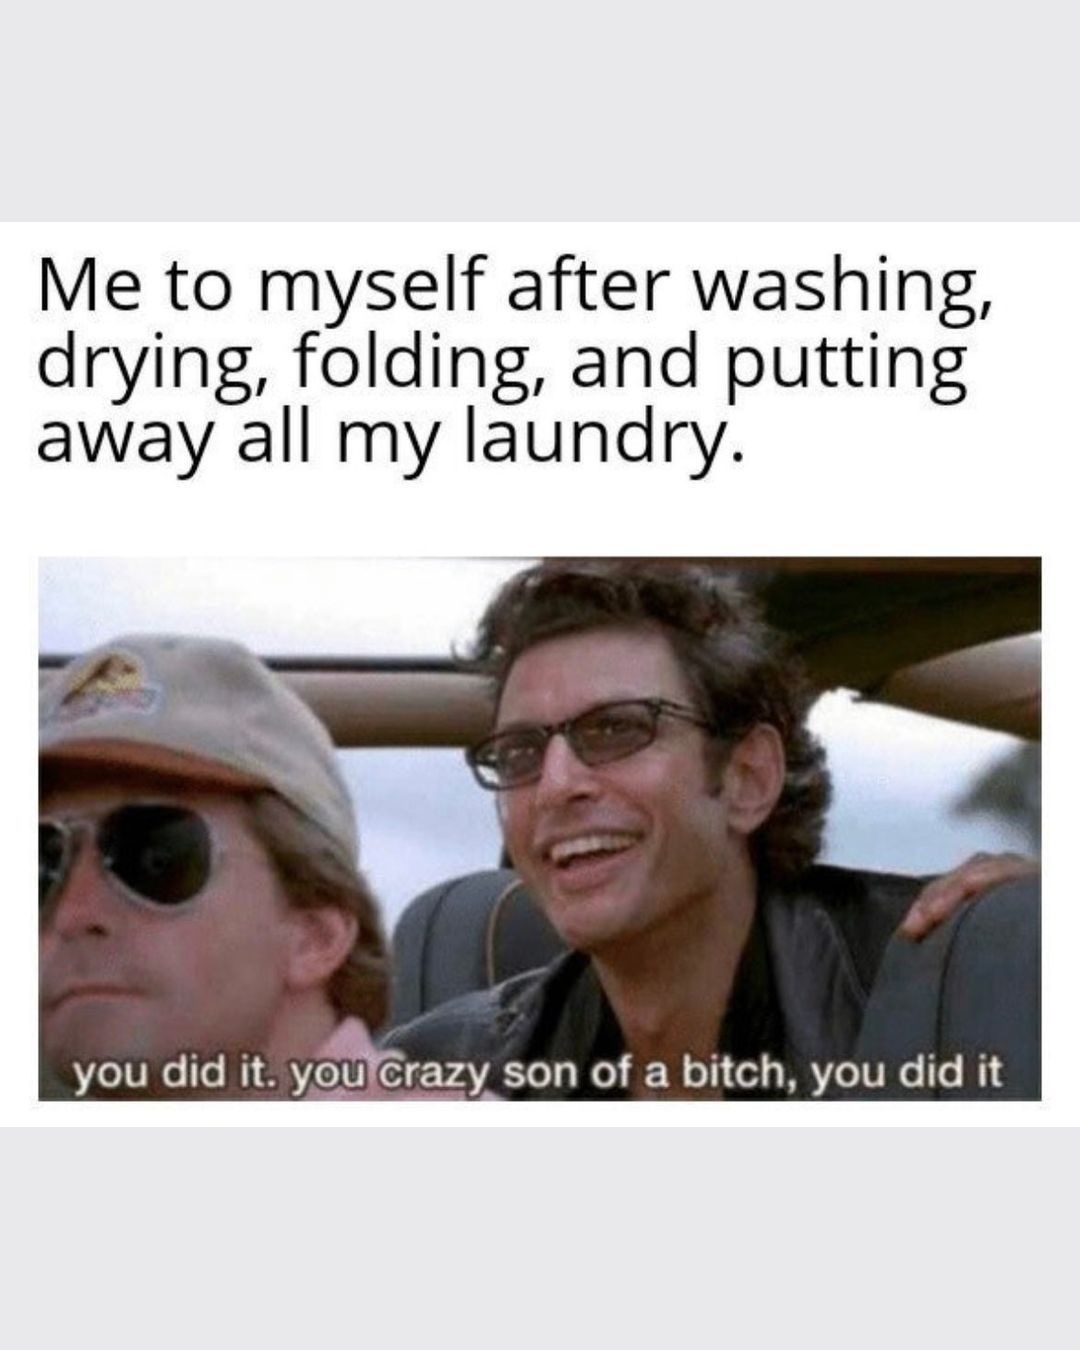 Me to myself after washing,
drying, folding, and putting
away all my laundry.
you did it. you crazy son of a bitch, you did it